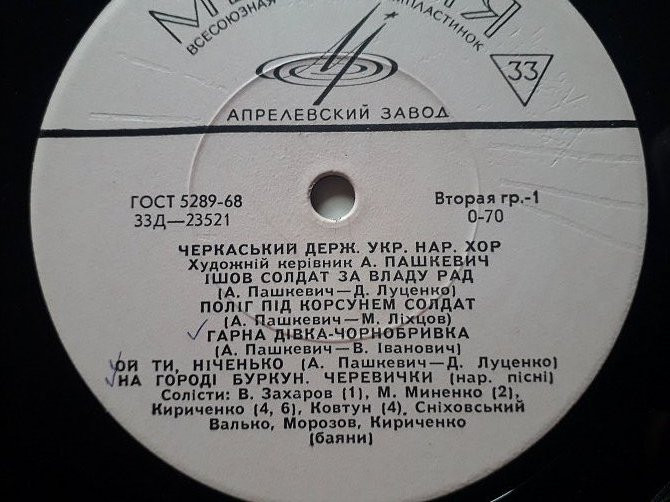 ВСЕСОЮЗНАЯ
33
АПРЕЛЕВСКИЙ ЗАВОД
ГОСТ 5289-68
Вторая гр.-1
33Д—23521
0-70
ЧЕРКАСЬКИЙ ДЕРЖ. УКР. НАР. ХОР
Художній керівник А. ПАШКЕВИЧ
ІШОВ СОЛДАТ ЗА ВЛАДУ РАД
(А. Пашкевич—Д. Луценко)
ПОЛІГ ПІД КОРСУНЕМ СОЛДАТ
(А. Пашкевич—М. Ліхцов)
ГАРНА ДІВКА-ЧОРНОБРИВКА
(А. Пашкевич—В. Іванович)
ОЙ ТИ, НІЧЕНЬКО (А. Пашкевич—Д. Луценко)
НА ГОРОДІ БУРКУН. ЧЕРЕВИЧКИ (нар. пісні)
Солісти: В. Захаров (1), М. Миненко (2),
Кириченко (4, 6), Ковтун (4). Сніховський
Валько, Морозов, Кириченко
(баяни)